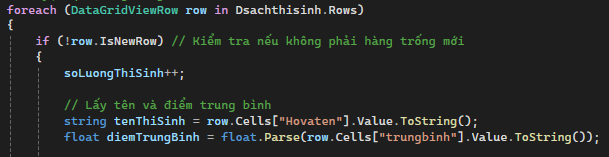 foreach (DataGridViewRow row in Dsachthisinh.Rows)
{
if (!row.IsNewRow) // Kiểm tra nếu không phải hàng trống mới
{
soLuongThiSinh++;
// Lấy tên và điểm trung bình
string tenThiSinh = row.Cells["Hovaten"].Value.ToString();
float diemTrungBinh = float.Parse(row.Cells["trungbinh"].Value.ToString());